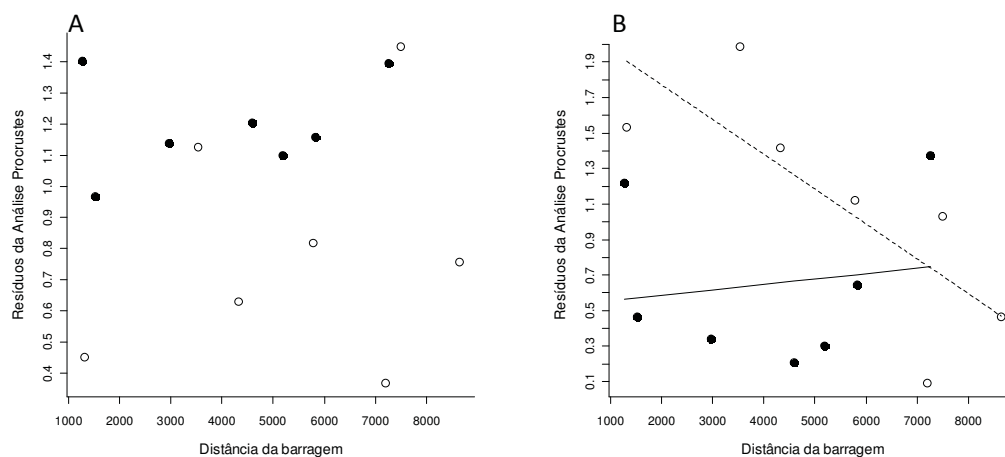 A
Resíduos da Análise Procrustes
1.4
1.3
1.2
1.1
1.0
0.9
0.8
0.7
0.6
0.5
0.4
1000 2000 3000 4000 5000 6000 7000 8000
Distância da barragem
B
Resíduos da Análise Procrustes
1.9
1.7
1.5
1.3
1.1
0.9
0.7
0.5
0.3
0.1
1000 2000 3000 4000 5000 6000 7000 8000
Distância da barragem